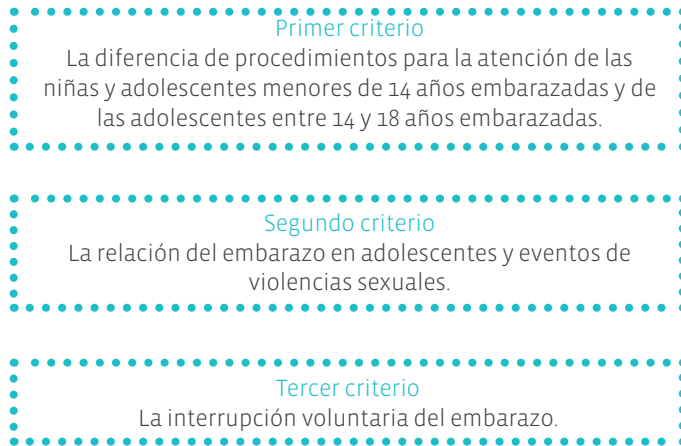 Primer criterio
La diferencia de procedimientos para la atención de las
niñas y adolescentes menores de 14 años embarazadas y de
las adolescentes entre 14 y 18 años embarazadas.
Segundo criterio
La relación del embarazo en adolescentes y eventos de
violencias sexuales.
Tercer criterio
La interrupción voluntaria del embarazo.